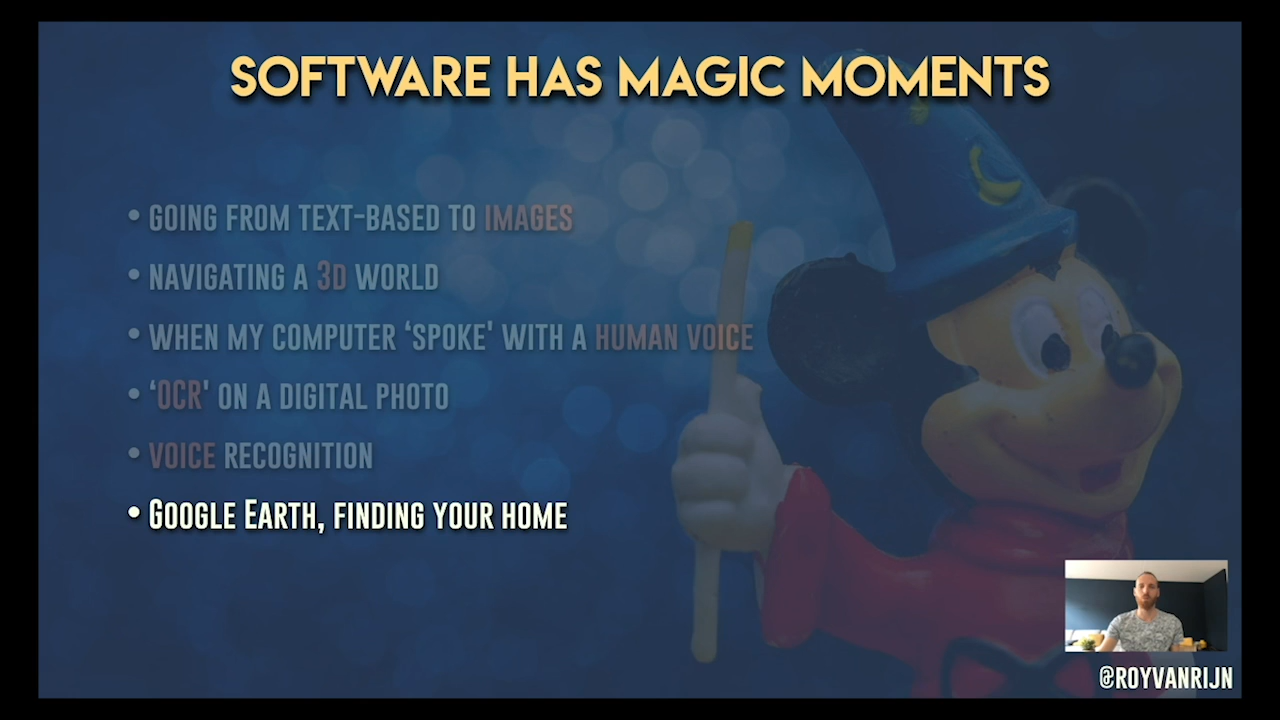 SOFTWARE HAS MAGIC MOMENTS
• GOING FROM TEXT-BASED TO IMAGES
• NAVIGATING A 3D WORLD
• WHEN MY COMPUTER ‘SPOKE' WITH A HUMAN VOICE
• ‘OCR' ON A DIGITAL PHOTO
• VOICE RECOGNITION
• GOOGLE EARTH, FINDING YOUR HOME
@ROYVANRIJN